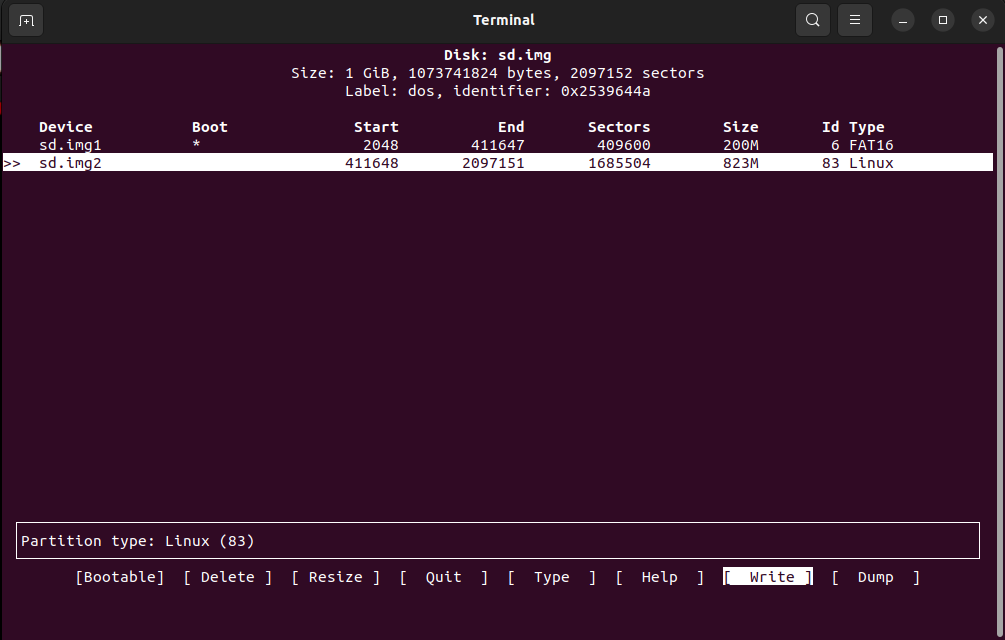 Terminal
Disk: sd.img
Size: 1 GiB, 1073741824 bytes, 2097152 sectors
Label: dos, identifier: 0x2539644a
Device Boot Start End Sectors Size Id Type
sd.img1 * 2048 411647 409600 200M 6 FAT16
>> sd.img2 411648 2097151 1685504 823M 83 Linux
Partition type: Linux (83)
[Bootable] [ Delete ] [ Resize ] [ Quit ] [ Type ] [ Help ] [ Write ] [ Dump ]